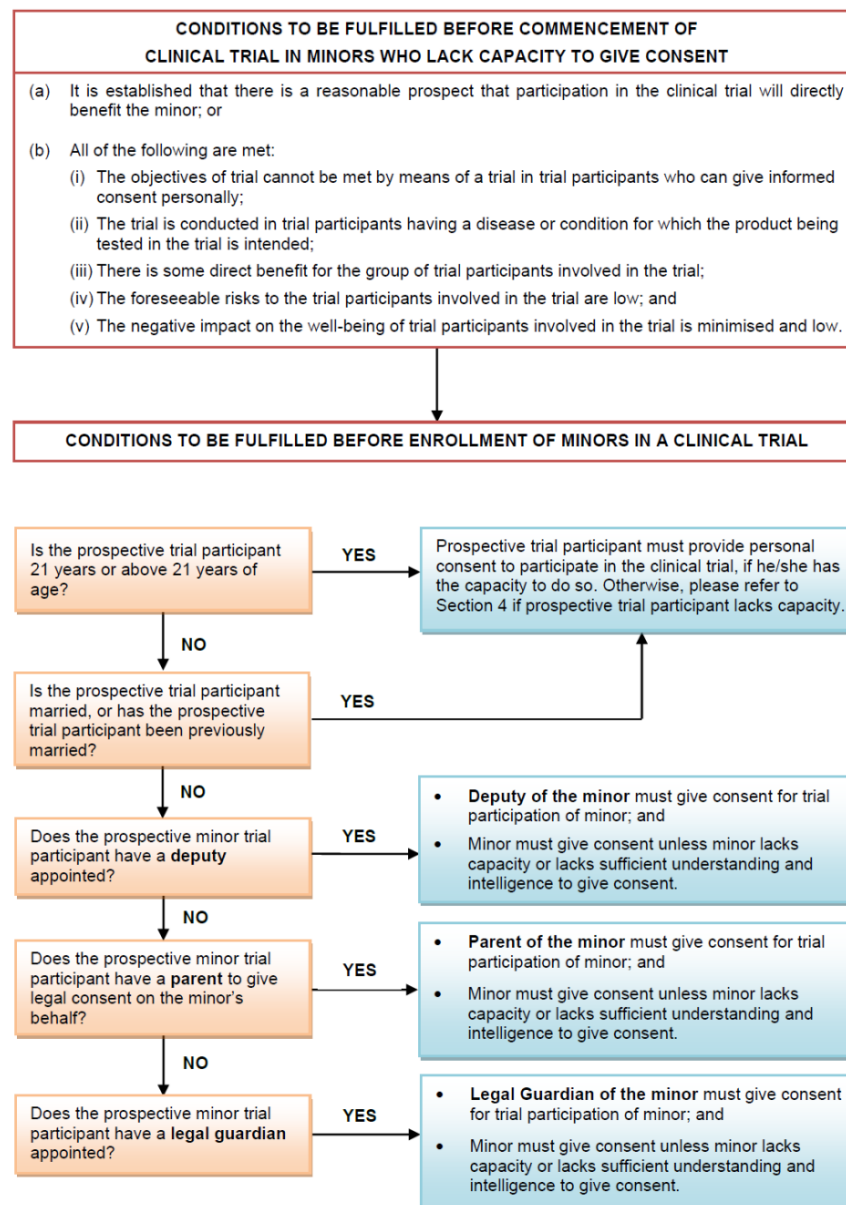 CONDITIONS TO BE FULFILLED BEFORE COMMENCEMENT OF
CLINICAL TRIAL IN MINORS WHO LACK CAPACITY TO GIVE CONSENT
(a) It is established that there is a reasonable prospect that participation in the clinical trial will directly
benefit the minor; or
(b) All of the following are met:
(i) The objectives of trial cannot be met by means of a trial in trial participants who can give informed
consent personally;
(ii) The trial is conducted in trial participants having a disease or condition for which the product being
tested in the trial is intended;
(iii) There is some direct benefit for the group of trial participants involved in the trial;
(iv) The foreseeable risks to the trial participants involved in the trial are low; and
(v) The negative impact on the well-being of trial participants involved in the trial is minimised and low.
CONDITIONS TO BE FULFILLED BEFORE ENROLLMENT OF MINORS IN A CLINICAL TRIAL
Is the prospective trial participant
21 years or above 21 years of
age?
YES
Prospective trial participant must provide personal
consent to participate in the clinical trial, if he/she has
the capacity to do so. Otherwise, please refer to
Section 4 if prospective trial participant lacks capacity.
NO
Is the prospective trial participant
married, or has the prospective
trial participant been previously
married?
YES
NO
Does the prospective minor trial
participant have a deputy
appointed?
YES
• Deputy of the minor must give consent for trial
participation of minor; and
• Minor must give consent unless minor lacks
capacity or lacks sufficient understanding and
intelligence to give consent.
NO
Does the prospective minor trial
participant have a parent to give
legal consent on the minor's
behalf?
YES
• Parent of the minor must give consent for trial
participation of minor; and
• Minor must give consent unless minor lacks
capacity or lacks sufficient understanding and
intelligence to give consent.
NO
Does the prospective minor trial
participant have a legal guardian
appointed?
YES
• Legal Guardian of the minor must give consent
for trial participation of minor; and
• Minor must give consent unless minor lacks
capacity or lacks sufficient understanding and
intelligence to give consent.